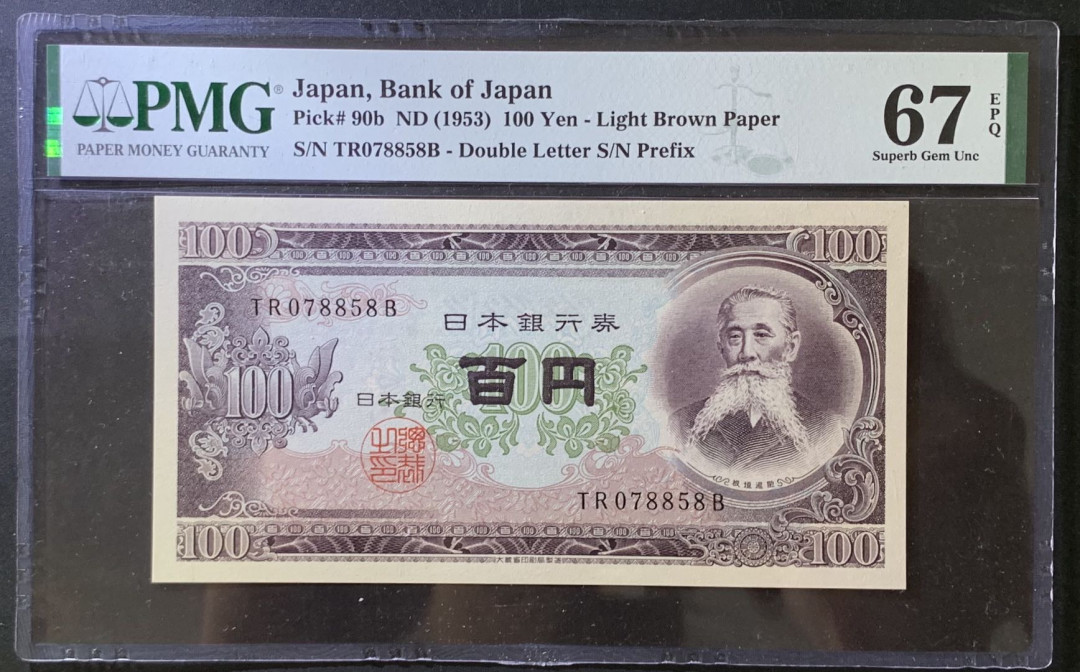 PMG®
PAPER MONEY GUARANTY
Japan, Bank of Japan
Pick# 90b ND (1953) 100 Yen - Light Brown Paper
S/N TR078858B - Double Letter S/N Prefix
67
EPQ
Superb Gem Unc
100
100
TR078858B
日本銀行券
100
百円
100
日本銀行
TR078858B
100
100